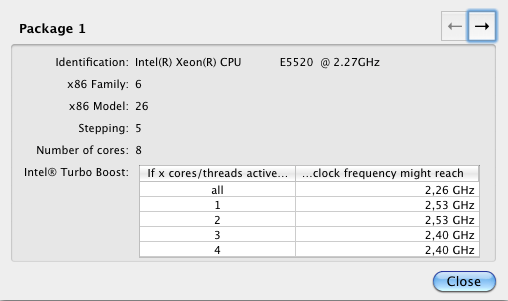 Package 1
← →
Identification: Intel(R) Xeon(R) CPU E5520 @ 2.27GHz
x86 Family: 6
x86 Model: 26
Stepping: 5
Number of cores: 8
Intel® Turbo Boost: If x cores/threads active... ...clock frequency might reach
all 2,26 GHz
1 2,53 GHz
2 2,53 GHz
3 2,40 GHz
4 2,40 GHz
Close